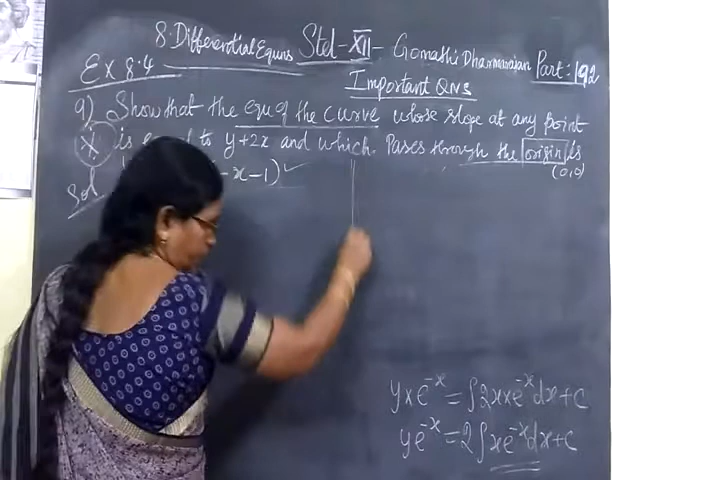 8. Differential Equns Std - XII - Gomathi Dharmarajan Part: 192
Ex 8.4
Important QNS
9) Show that the equ of the curve whose slope at any point
X is equal to y+2x and which Passes through the origin is
(0,0)
Sol
-x-1) ✓
y×e^-x = ∫2x×e^-x dx+c
ye^-x = 2∫xe^-x dx+c